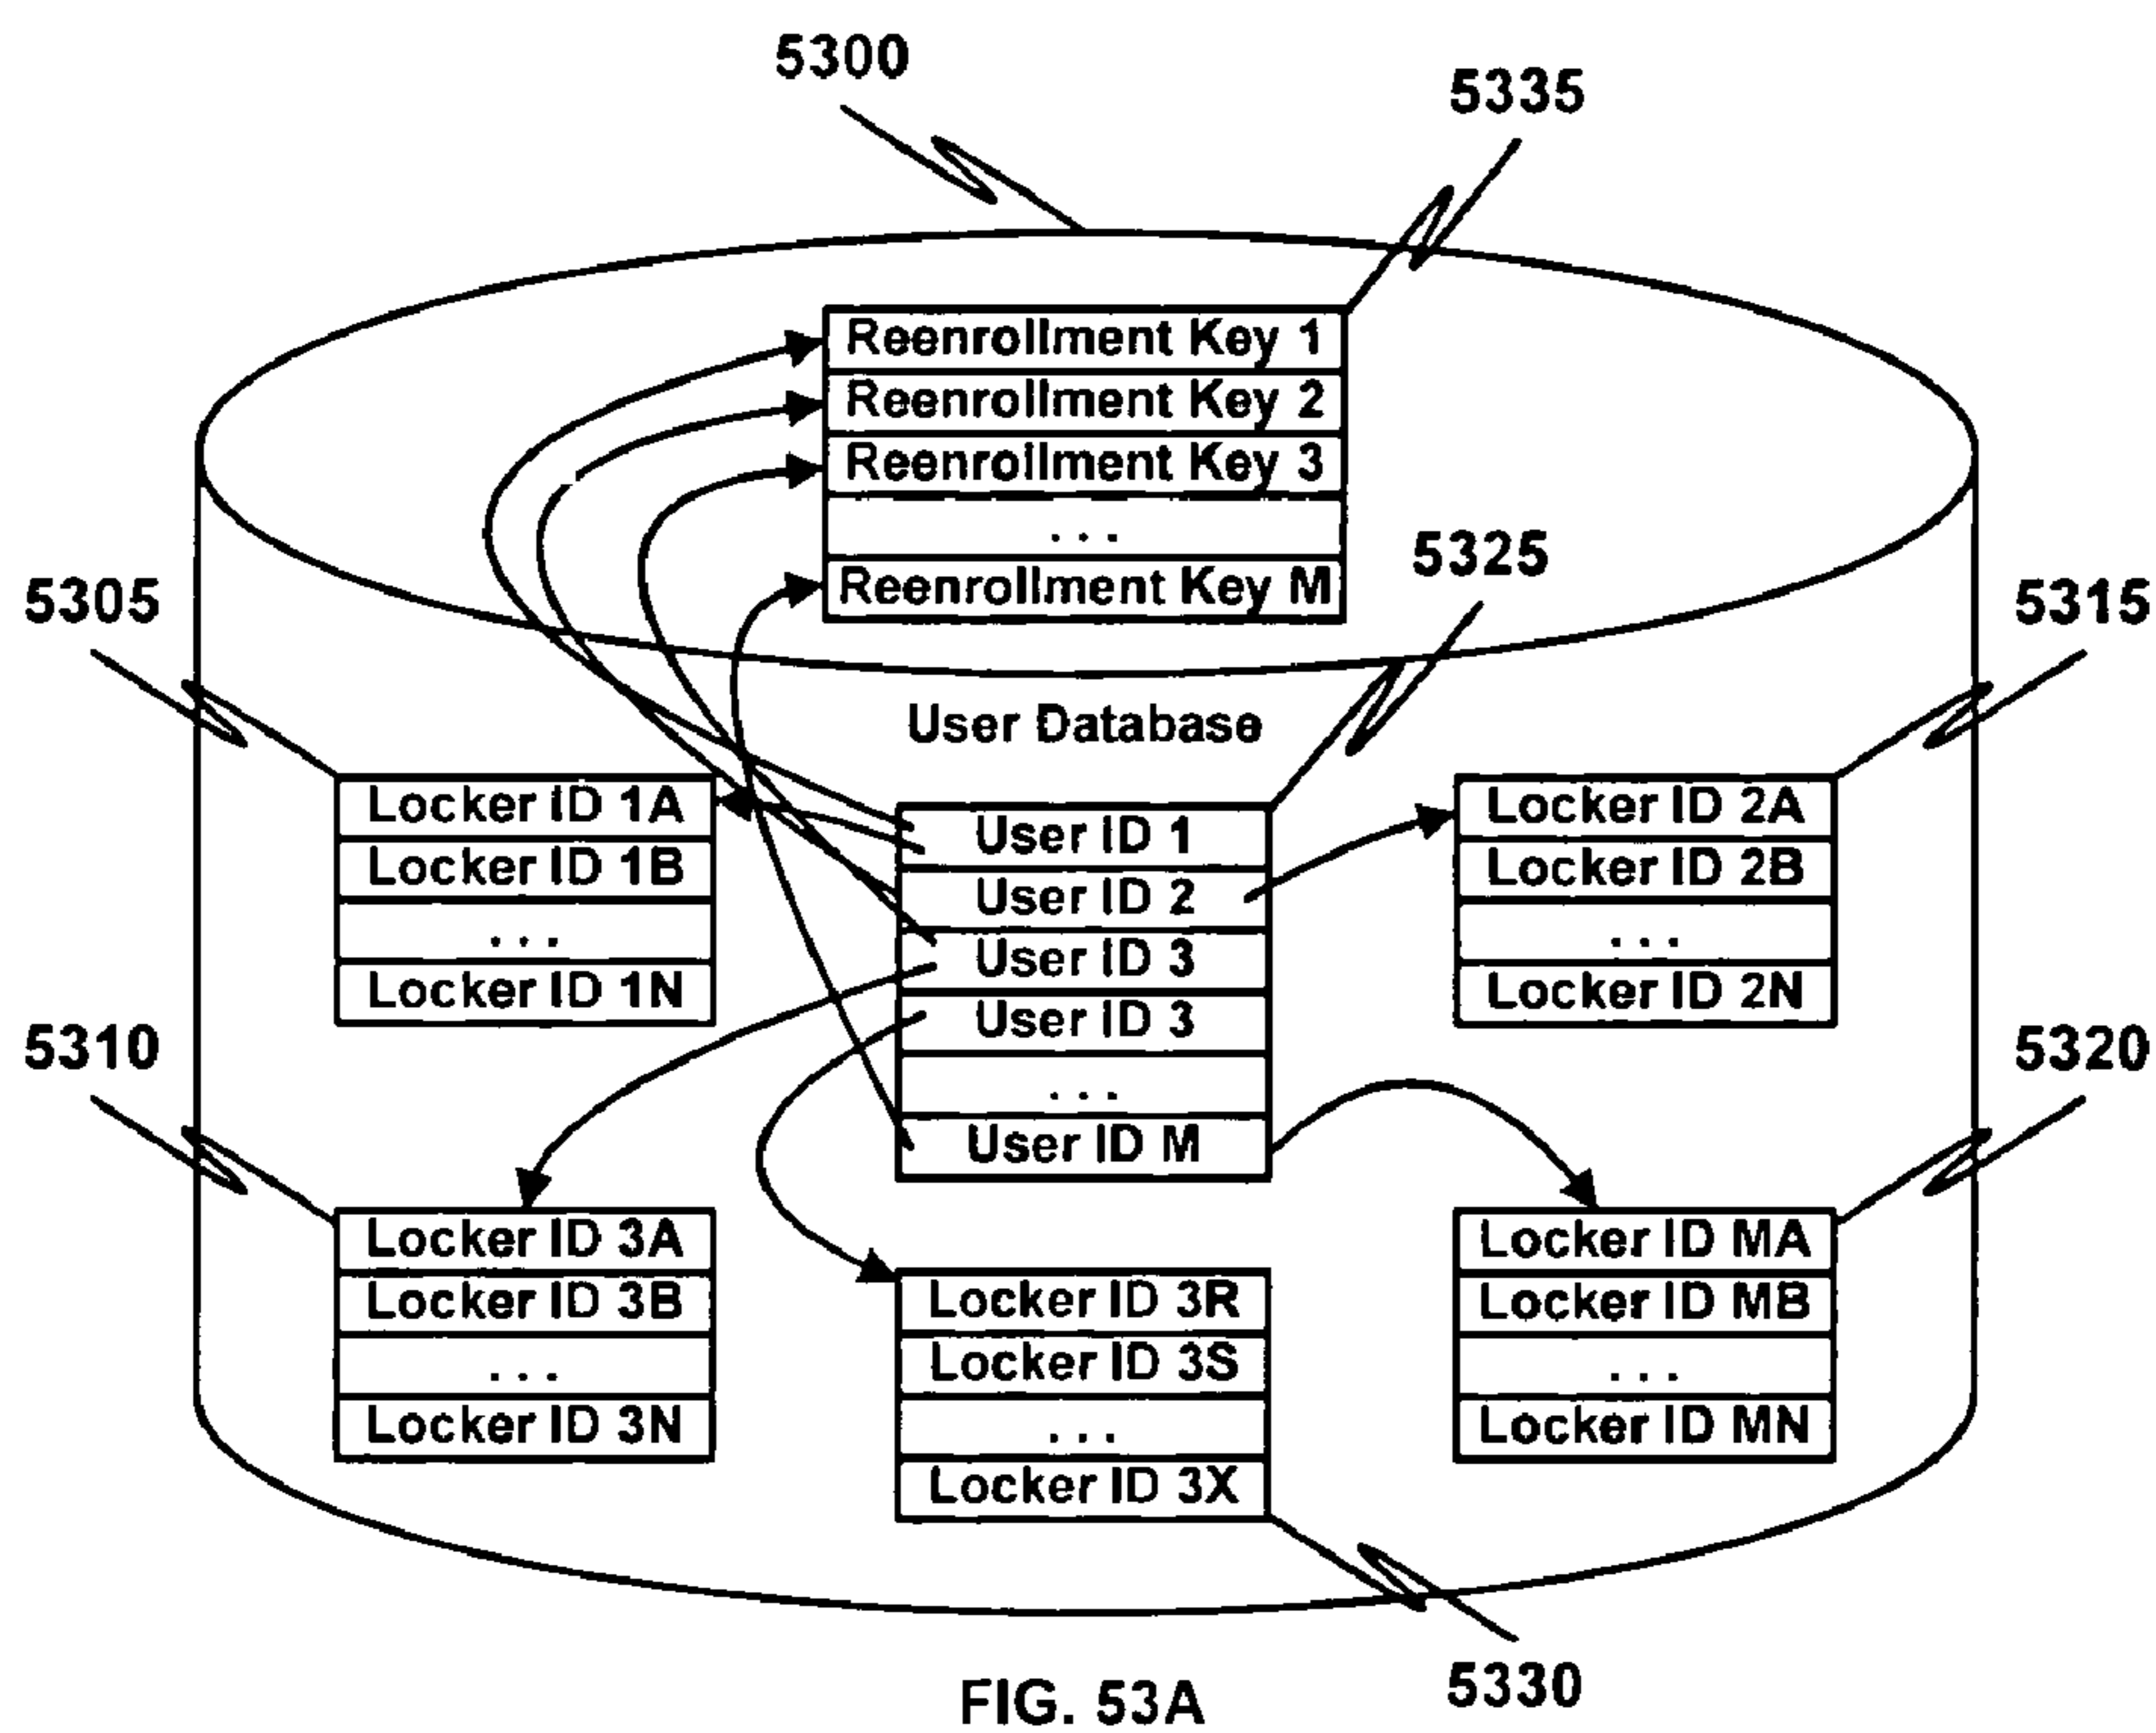 5300
5335
Reenrollment Key 1
Reenrollment Key 2
Reenrollment Key 3
. . .
Reenrollment Key M
5325
5305
5315
User Database
Locker ID 1A
Locker ID 1B
. . .
Locker ID 1N
User ID 1
User ID 2
User ID 3
User ID 3
. . .
User ID M
Locker ID 2A
Locker ID 2B
. . .
Locker ID 2N
5310
5320
Locker ID 3A
Locker ID 3B
. . .
Locker ID 3N
Locker ID 3R
Locker ID 3S
. . .
Locker ID 3X
Locker ID MA
Locker ID MB
. . .
Locker ID MN
5330
FIG. 53A